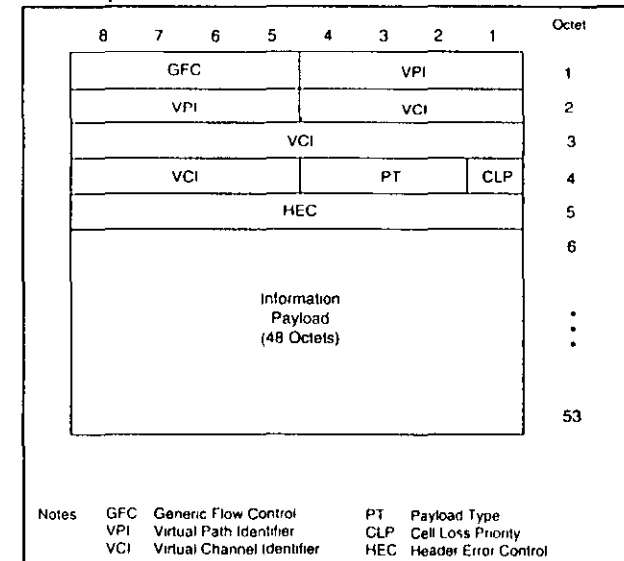 Octet
8 7 6 5 4 3 2 1
GFC VPI 1
VPI VCI 2
VCI 3
VCI PT CLP 4
HEC 5
6
Information
Payload
(48 Octets)
53
Notes GFC Generic Flow Control PT Payload Type
VPI Virtual Path Identifier CLP Cell Loss Priority
VCI Virtual Channel Identifier HEC Header Error Control